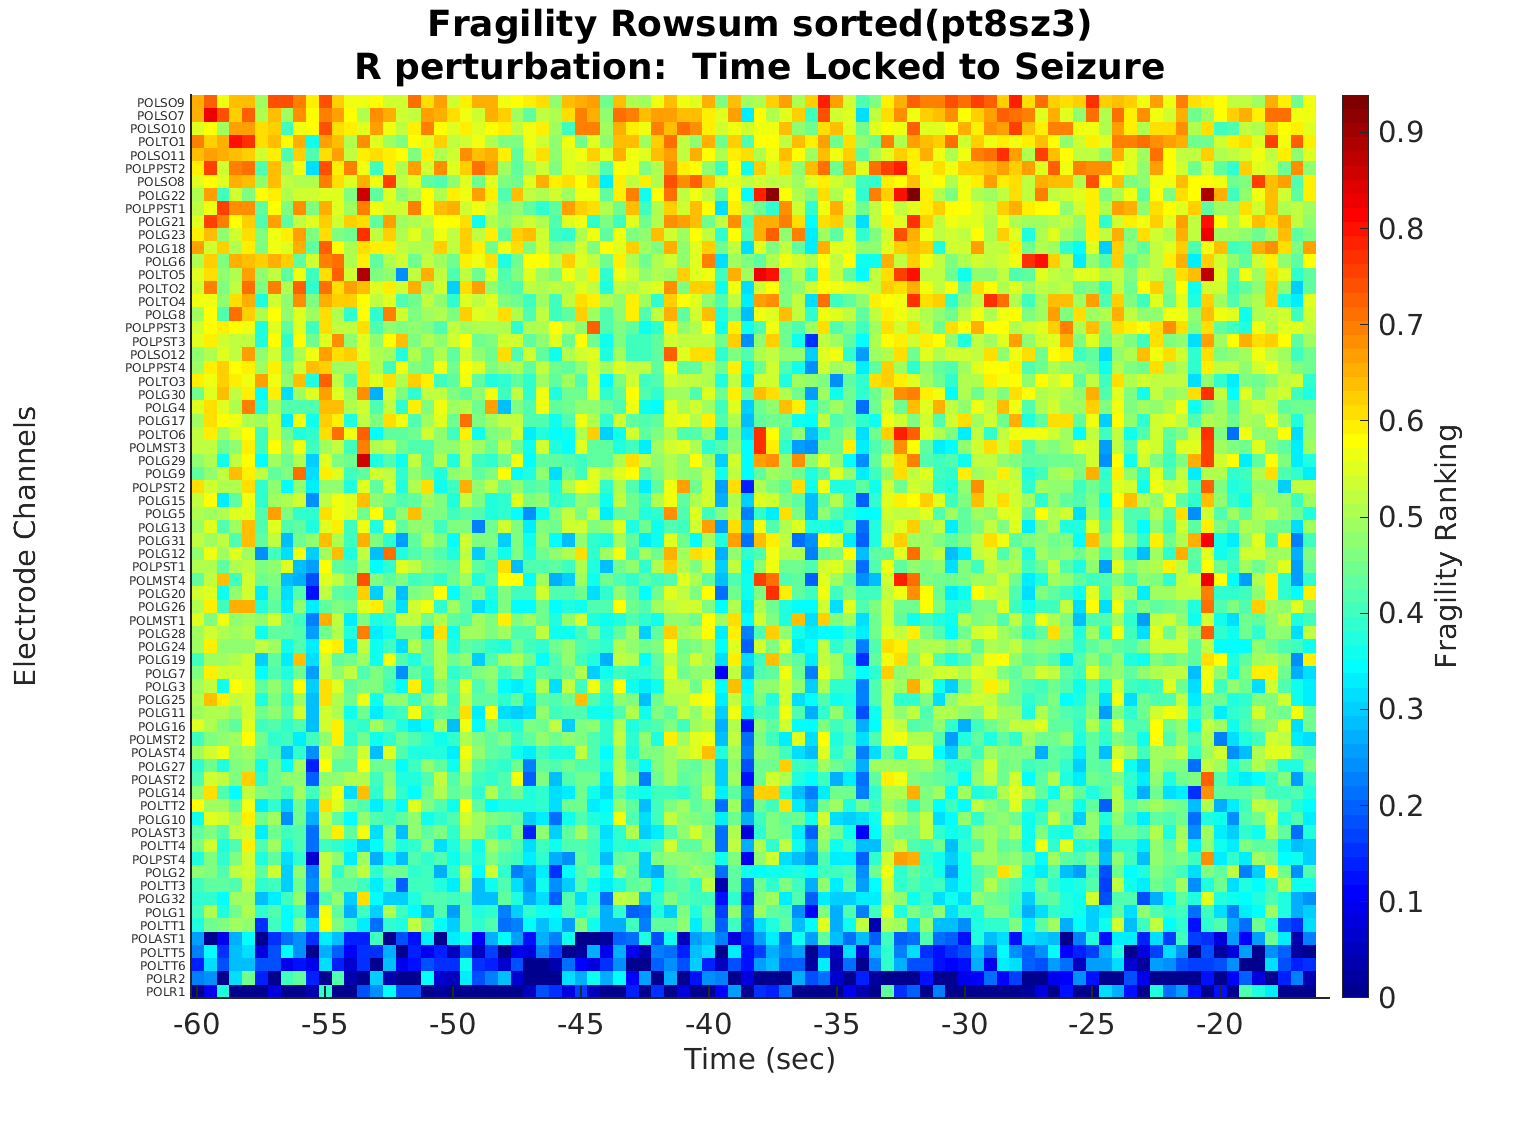 Fragility Rowsum sorted(pt8sz3)
R perturbation:  Time Locked to Seizure
Electrode Channels
POLSO9
POLSO7
POLSO10
POLTO1
POLSO11
POLPPST2
POLSO8
POLG22
POLPPST1
POLG21
POLG23
POLG18
POLG6
POLTO5
POLTO2
POLTO4
POLG8
POLPPST3
POLPST3
POLSO12
POLPPST4
POLTO3
POLG30
POLG4
POLG17
POLTO6
POLMST3
POLG29
POLG9
POLPST2
POLG15
POLG5
POLG13
POLG31
POLG12
POLPST1
POLMST4
POLG20
POLG26
POLMST1
POLG28
POLG24
POLG19
POLG7
POLG3
POLG25
POLG11
POLG16
POLMST2
POLAST4
POLG27
POLAST2
POLG14
POLTT2
POLG10
POLAST3
POLTT4
POLPST4
POLG2
POLTT3
POLG32
POLG1
POLTT1
POLAST1
POLTT5
POLTT6
POLR2
POLR1
-60 -55 -50 -45 -40 -35 -30 -25 -20
Time (sec)
0.9
0.8
0.7
0.6
0.5
0.4
0.3
0.2
0.1
0
Fragility Ranking